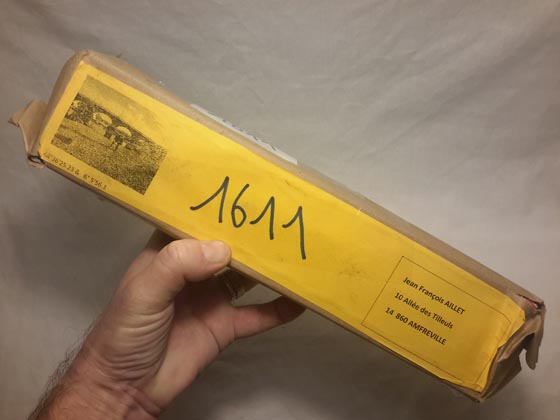 1611
Jean François AILLET
10 Allée des Tilleuls
14 860 AMFREVILLE